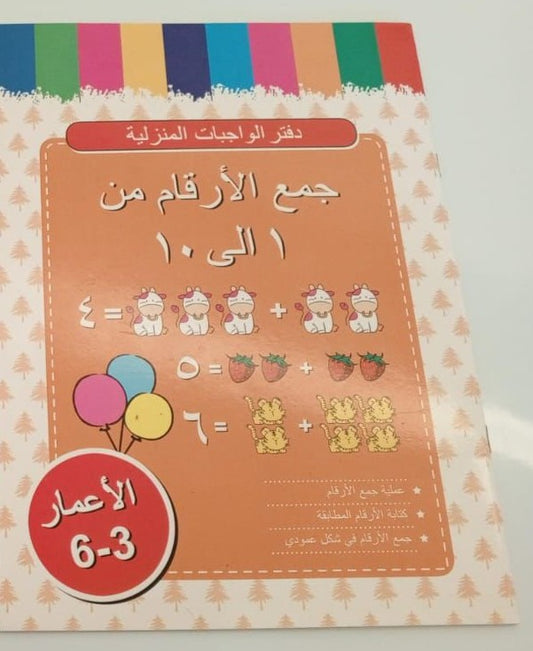 دفتر الواجبات المنزلية
جمع الأرقام من
١ الى ١٠
+ = ٤
+ = ٥
+ = ٦
★ عملية جمع الأرقام
★ كتابة الأرقام المطابقة
★ جمع الأرقام في شكل عمودي
الأعمار
6-3